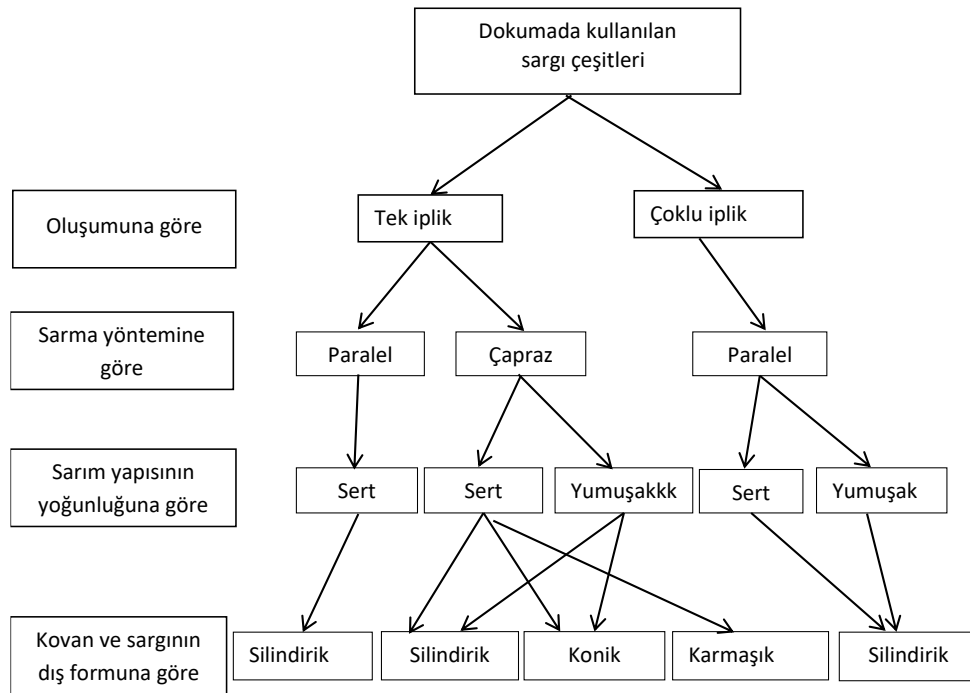 Dokumada kullanılan
sargı çeşitleri
Oluşumuna göre
Tek iplik
Çoklu iplik
Sarma yöntemine
göre
Paralel
Çapraz
Paralel
Sarım yapısının
yoğunluğuna göre
Sert
Sert
Yumuşakkk
Sert
Yumuşak
Kovan ve sargının
dış formuna göre
Silindirik
Silindirik
Konik
Karmaşık
Silindirik